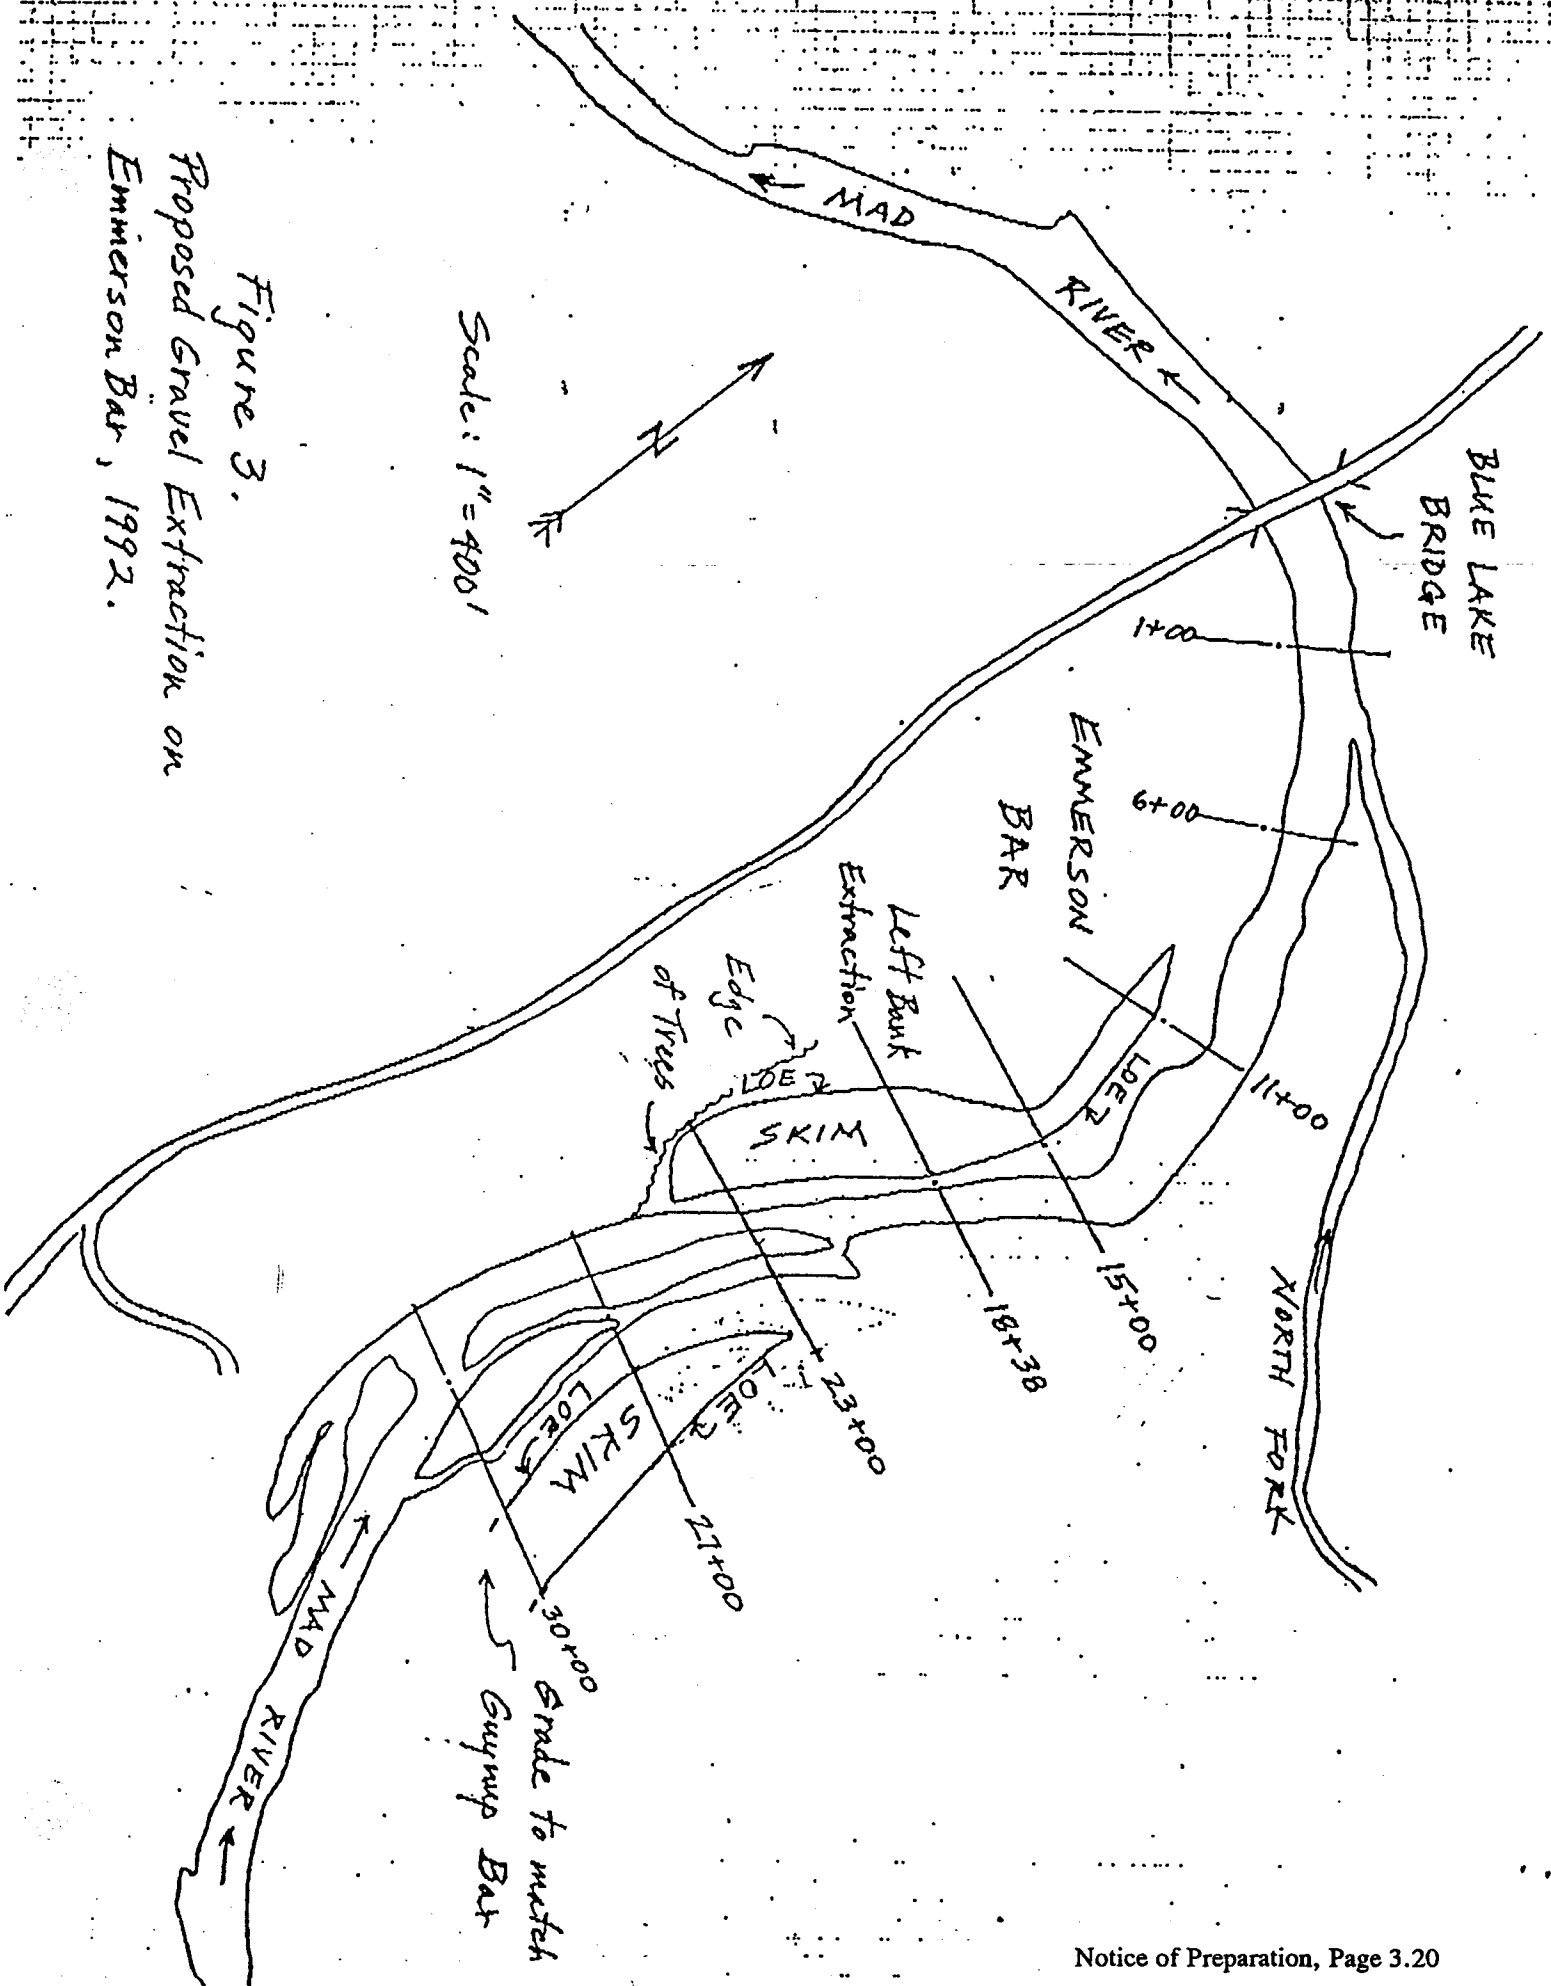 BLUE LAKE
BRIDGE
MAD
RIVER
1+00
6+00
EMMERSON
BAR
Left Bank
Extraction
Edge
of Trees
LOE
SKIM
LOE
11+00
15+00
18+38
23+00
27+00
30+00
NORTH FORK
LOE
SKIM
LOE
Grade to match
Guynup Bar
MAD
RIVER
N
Scale: 1"=400'
Figure 3.
Proposed Gravel Extraction on
Emmerson Bar, 1992.
Notice of Preparation, Page 3.20